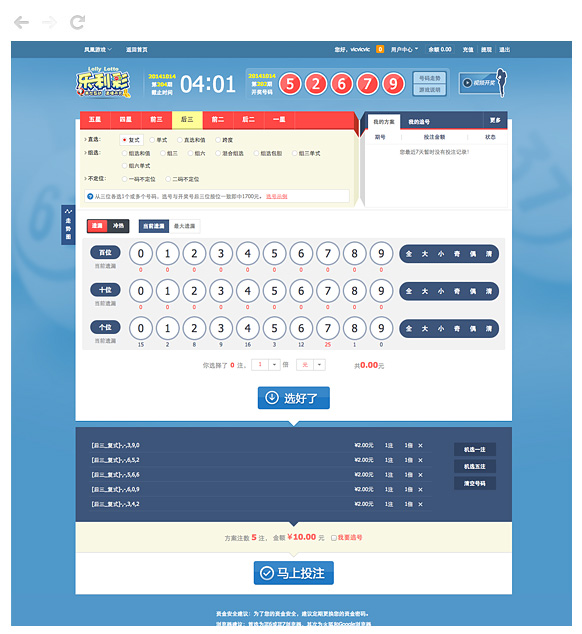 凤凰游戏 返回首页 您好，vicvicvic 0 用户中心 余额 0.00 充值 提现 退出
Lelly Lotto
乐利彩
20141014
第204期
截止时间
04:01
20141014
开奖号码
5 2 6 7 9
号码走势
游戏说明
视频开奖
五星 四星 前三 后三 前二 后二 一星
我的方案 我的追号 更多
期号 投注金额 状态
您最近7天暂时没有投注记录!
直选: 复式 单式 直选和值 跨度
组选: 组选和值 组三 组六 混合组选 组选包胆 组三单式
组六单式
不定位: 一码不定位 二码不定位
从三位各选1个或多个号码，选号与开奖号后三位按位一致即中1700元。 选号示例
走势图
遗漏 冷热 当前遗漏 最大遗漏
百位 0 1 2 3 4 5 6 7 8 9 全 大 小 奇 偶 清
当前遗漏 0 0 0 0 0 0 0 0 0 0
十位 0 1 2 3 4 5 6 7 8 9 全 大 小 奇 偶 清
当前遗漏 0 0 0 0 0 0 0 0 0 0
个位 0 1 2 3 4 5 6 7 8 9 全 大 小 奇 偶 清
当前遗漏 15 2 8 9 16 3 12 25 1 0
你选择了 0 注， 1 倍 元 共0.00元
选好了
[后三_复式]-,-,3,9,0 ¥2.00元 1注 1倍 ×
[后三_复式]-,-,6,5,2 ¥2.00元 1注 1倍 ×
[后三_复式]-,-,5,6,6 ¥2.00元 1注 1倍 ×
[后三_复式]-,-,6,0,9 ¥2.00元 1注 1倍 ×
[后三_复式]-,-,3,4,2 ¥2.00元 1注 1倍 ×
机选一注
机选五注
清空号码
方案注数 5 注， 金额 ¥10.00 元 我要追号
马上投注
资金安全建议：为了您的资金安全，建议定期更换您的资金密码。